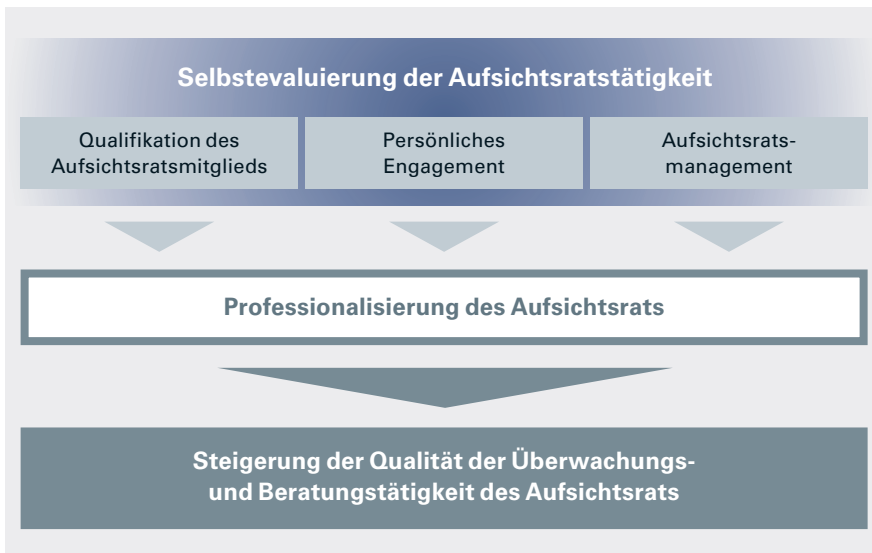 Selbstevaluierung der Aufsichtsratstätigkeit
Qualifikation des
Aufsichtsratsmitglieds
Persönliches
Engagement
Aufsichtsrats-
management
Professionalisierung des Aufsichtsrats
Steigerung der Qualität der Überwachungs-
und Beratungstätigkeit des Aufsichtsrats